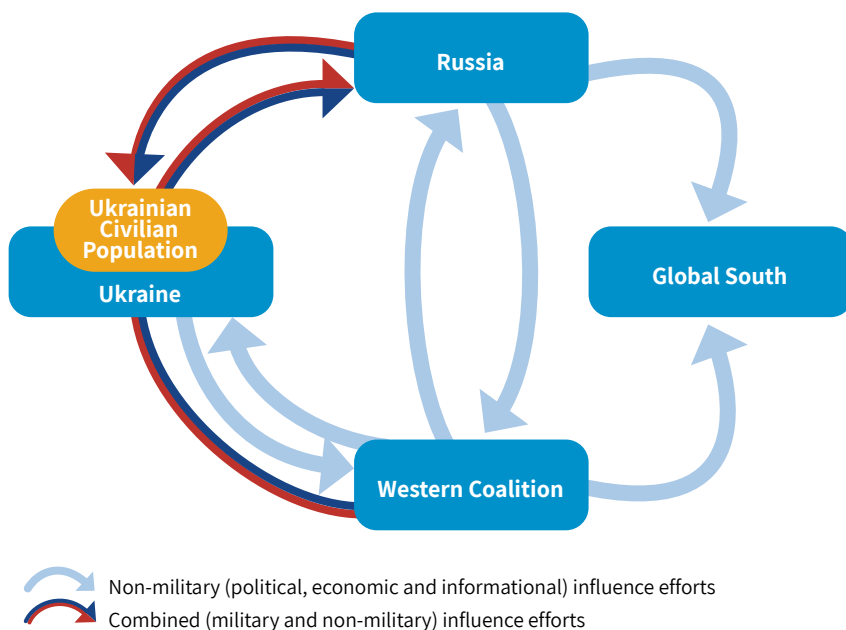 Russia
Ukrainian
Civilian
Population
Ukraine
Global South
Western Coalition
Non-military (political, economic and informational) influence efforts
Combined (military and non-military) influence efforts